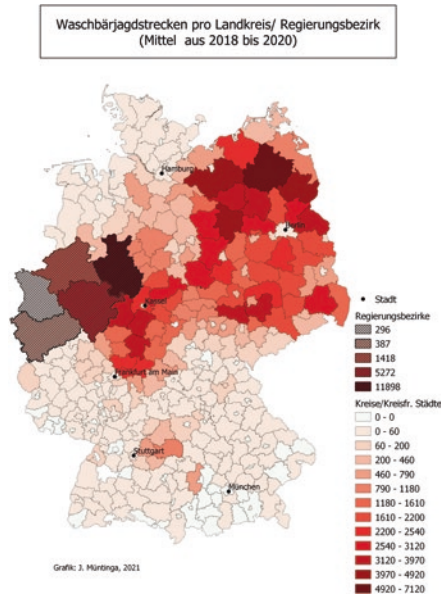 Waschbärjagdstrecken pro Landkreis/ Regierungsbezirk
(Mittel aus 2018 bis 2020)
Hamburg
Berlin
Kassel
Frankfurt am Main
Stuttgart
München
Stadt
Regierungsbezirke
296
387
1418
5272
11898
Kreise/Kreisfr. Städte
0 - 0
0 - 60
60 - 200
200 - 460
460 - 790
790 - 1180
1180 - 1610
1610 - 2200
2200 - 2540
2540 - 3120
3120 - 3970
3970 - 4920
4920 - 7120
Grafik: J. Müntinga, 2021